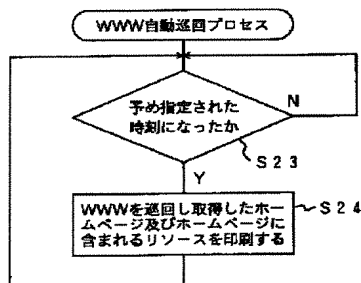 WWW自動巡回プロセス
予め指定された
時刻になったか
N
S23
Y
WWWを巡回し取得したホー
ムページ及びホームページに
含まれるリソースを印刷する
S24